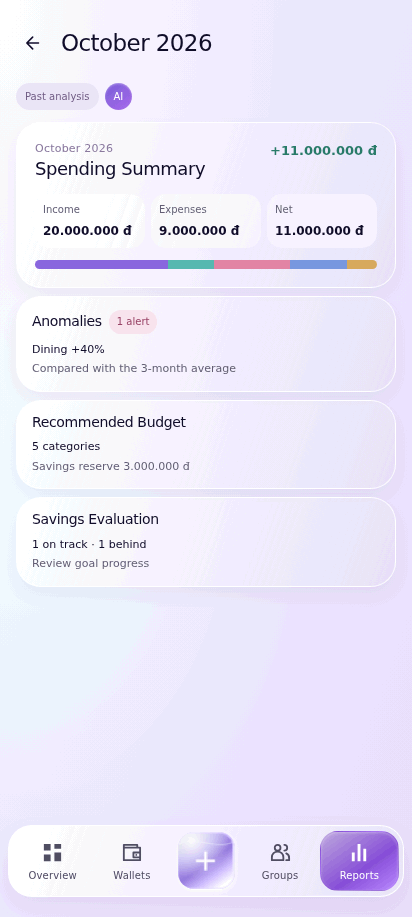 October 2026
Past analysis
AI
October 2026
+11.000.000 đ
Spending Summary
Income
Expenses
Net
20.000.000 đ
9.000.000 đ
11.000.000 đ
Anomalies
1 alert
Dining +40%
Compared with the 3-month average
Recommended Budget
5 categories
Savings reserve 3.000.000 đ
Savings Evaluation
1 on track · 1 behind
Review goal progress
Overview
Wallets
Groups
Reports